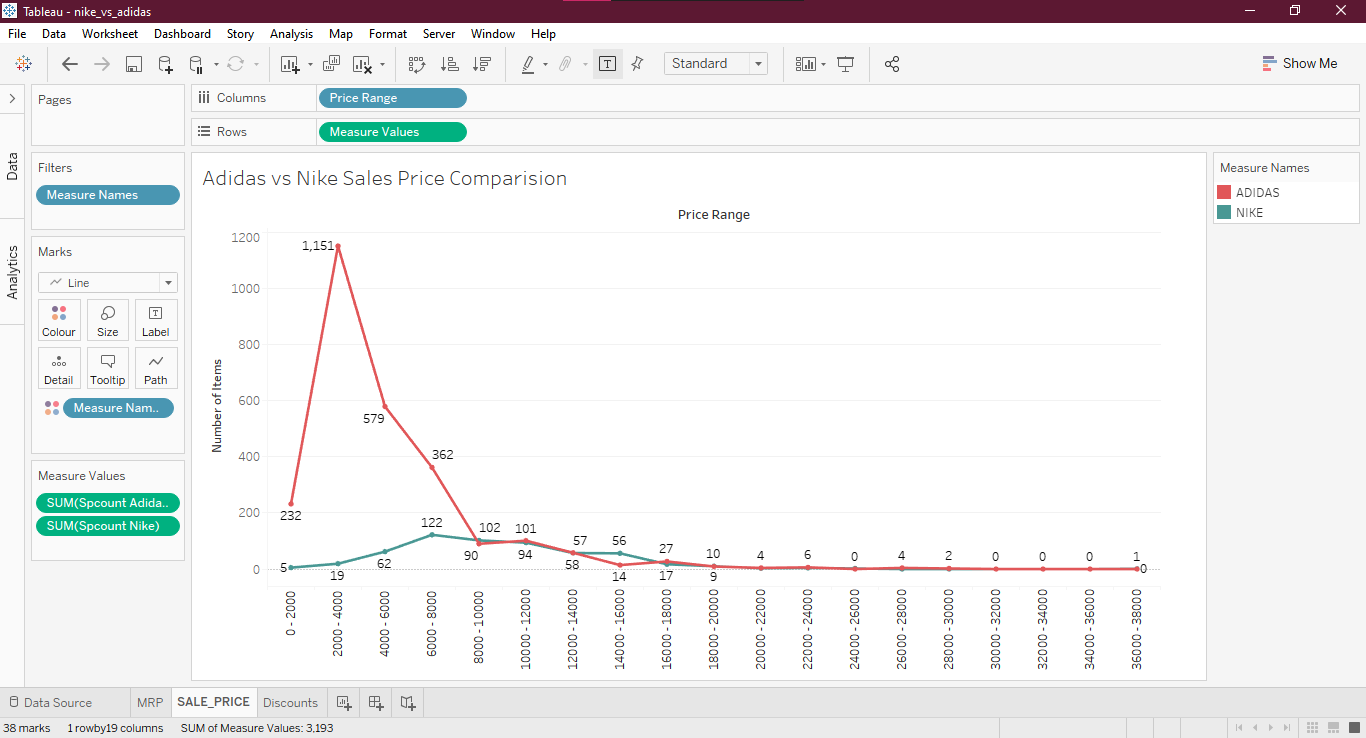 Tableau - nike_vs_adidas
File Data Worksheet Dashboard Story Analysis Map Format Server Window Help
Standard
Show Me
Pages
Columns
Price Range
Rows
Measure Values
Data
Analytics
Filters
Measure Names
Marks
Line
Colour Size Label
Detail Tooltip Path
Measure Nam..
Measure Values
SUM(Spcount Adida..
SUM(Spcount Nike)
Adidas vs Nike Sales Price Comparision
Price Range
Number of Items
1200
1000
800
600
400
200
0
1,151
579
362
232
122 102 101 57 56 27 10 4 6 0 4 2 0 0 0 1
5 19 62 90 94 58 14 17 9 0
0 - 2000
2000 - 4000
4000 - 6000
6000 - 8000
8000 - 10000
10000 - 12000
12000 - 14000
14000 - 16000
16000 - 18000
18000 - 20000
20000 - 22000
22000 - 24000
24000 - 26000
26000 - 28000
28000 - 30000
30000 - 32000
32000 - 34000
34000 - 36000
36000 - 38000
Measure Names
ADIDAS
NIKE
Data Source MRP SALE_PRICE Discounts
38 marks 1 rowby19 columns SUM of Measure Values: 3,193